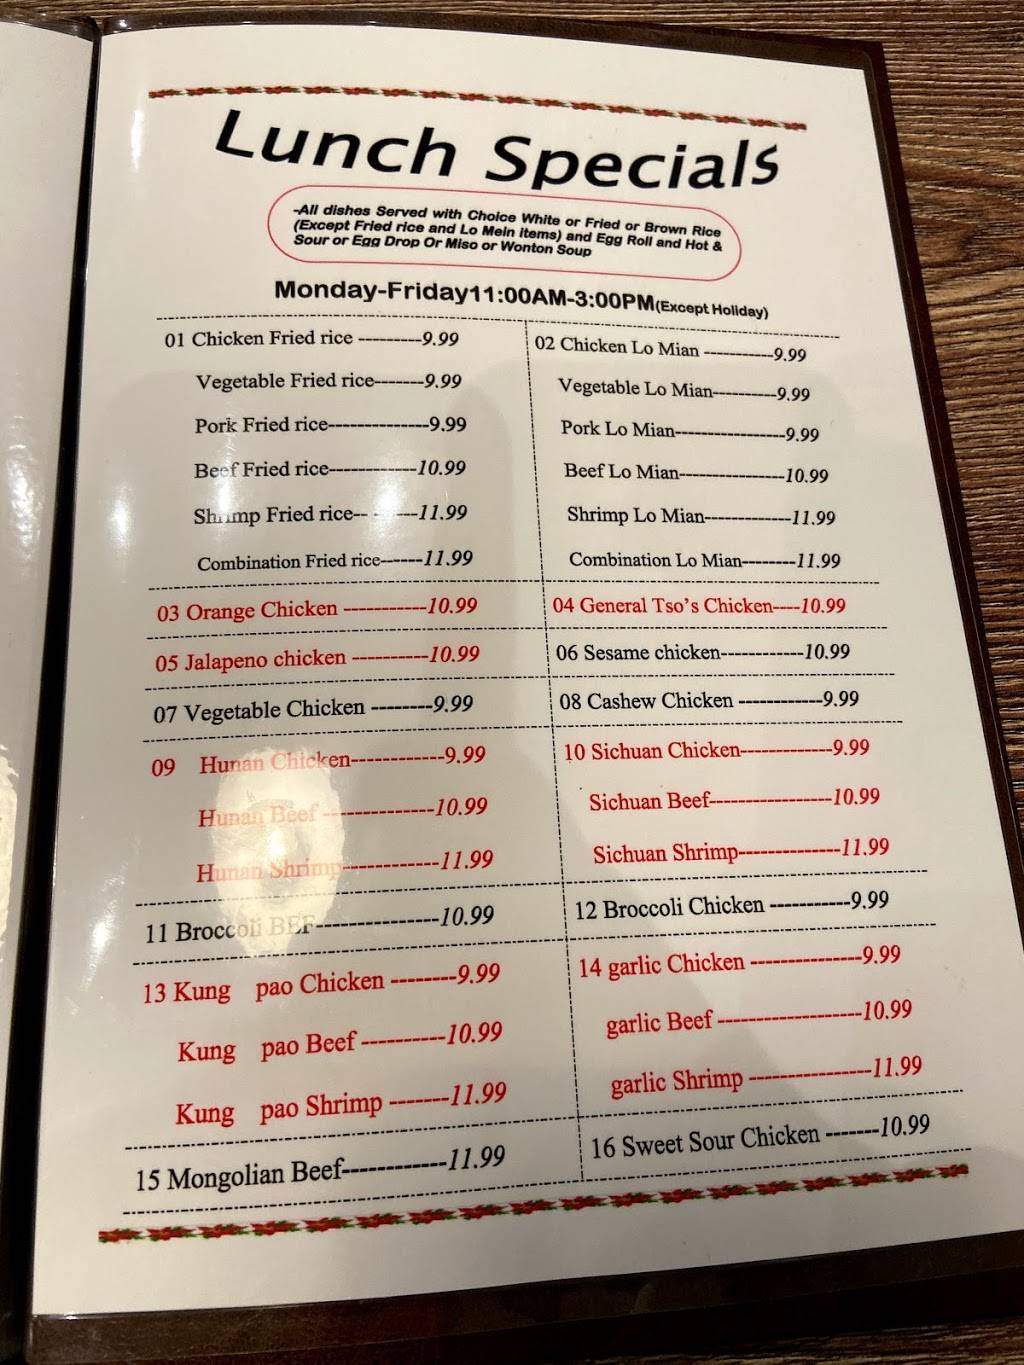 Lunch Specials
-All dishes Served with Choice White or Fried or Brown Rice
(Except Fried rice and Lo Mein items) and Egg Roll and Hot &
Sour or Egg Drop Or Miso or Wonton Soup
Monday-Friday11:00AM-3:00PM(Except Holiday)
01 Chicken Fried rice ---------9.99
Vegetable Fried rice-------9.99
Pork Fried rice--------------9.99
Beef Fried rice------------10.99
Shrimp Fried rice-- ------11.99
Combination Fried rice------11.99
02 Chicken Lo Mian ----------9.99
Vegetable Lo Mian---------9.99
Pork Lo Mian----------------9.99
Beef Lo Mian---------------10.99
Shrimp Lo Mian------------11.99
Combination Lo Mian--------11.99
03 Orange Chicken -----------10.99
04 General Tso's Chicken----10.99
05 Jalapeno chicken ----------10.99
06 Sesame chicken------------10.99
07 Vegetable Chicken --------9.99
08 Cashew Chicken ------------9.99
09 Hunan Chicken------------9.99
Hunan Beef --------------10.99
Hunan Shrimp------------11.99
10 Sichuan Chicken------------9.99
Sichuan Beef-----------------10.99
Sichuan Shrimp--------------11.99
11 Broccoli BEF---------------10.99
12 Broccoli Chicken -----------9.99
13 Kung pao Chicken --------9.99
Kung pao Beef ----------10.99
Kung pao Shrimp -------11.99
14 garlic Chicken --------------9.99
garlic Beef -------------------10.99
garlic Shrimp ---------------11.99
15 Mongolian Beef------------11.99
16 Sweet Sour Chicken -------10.99